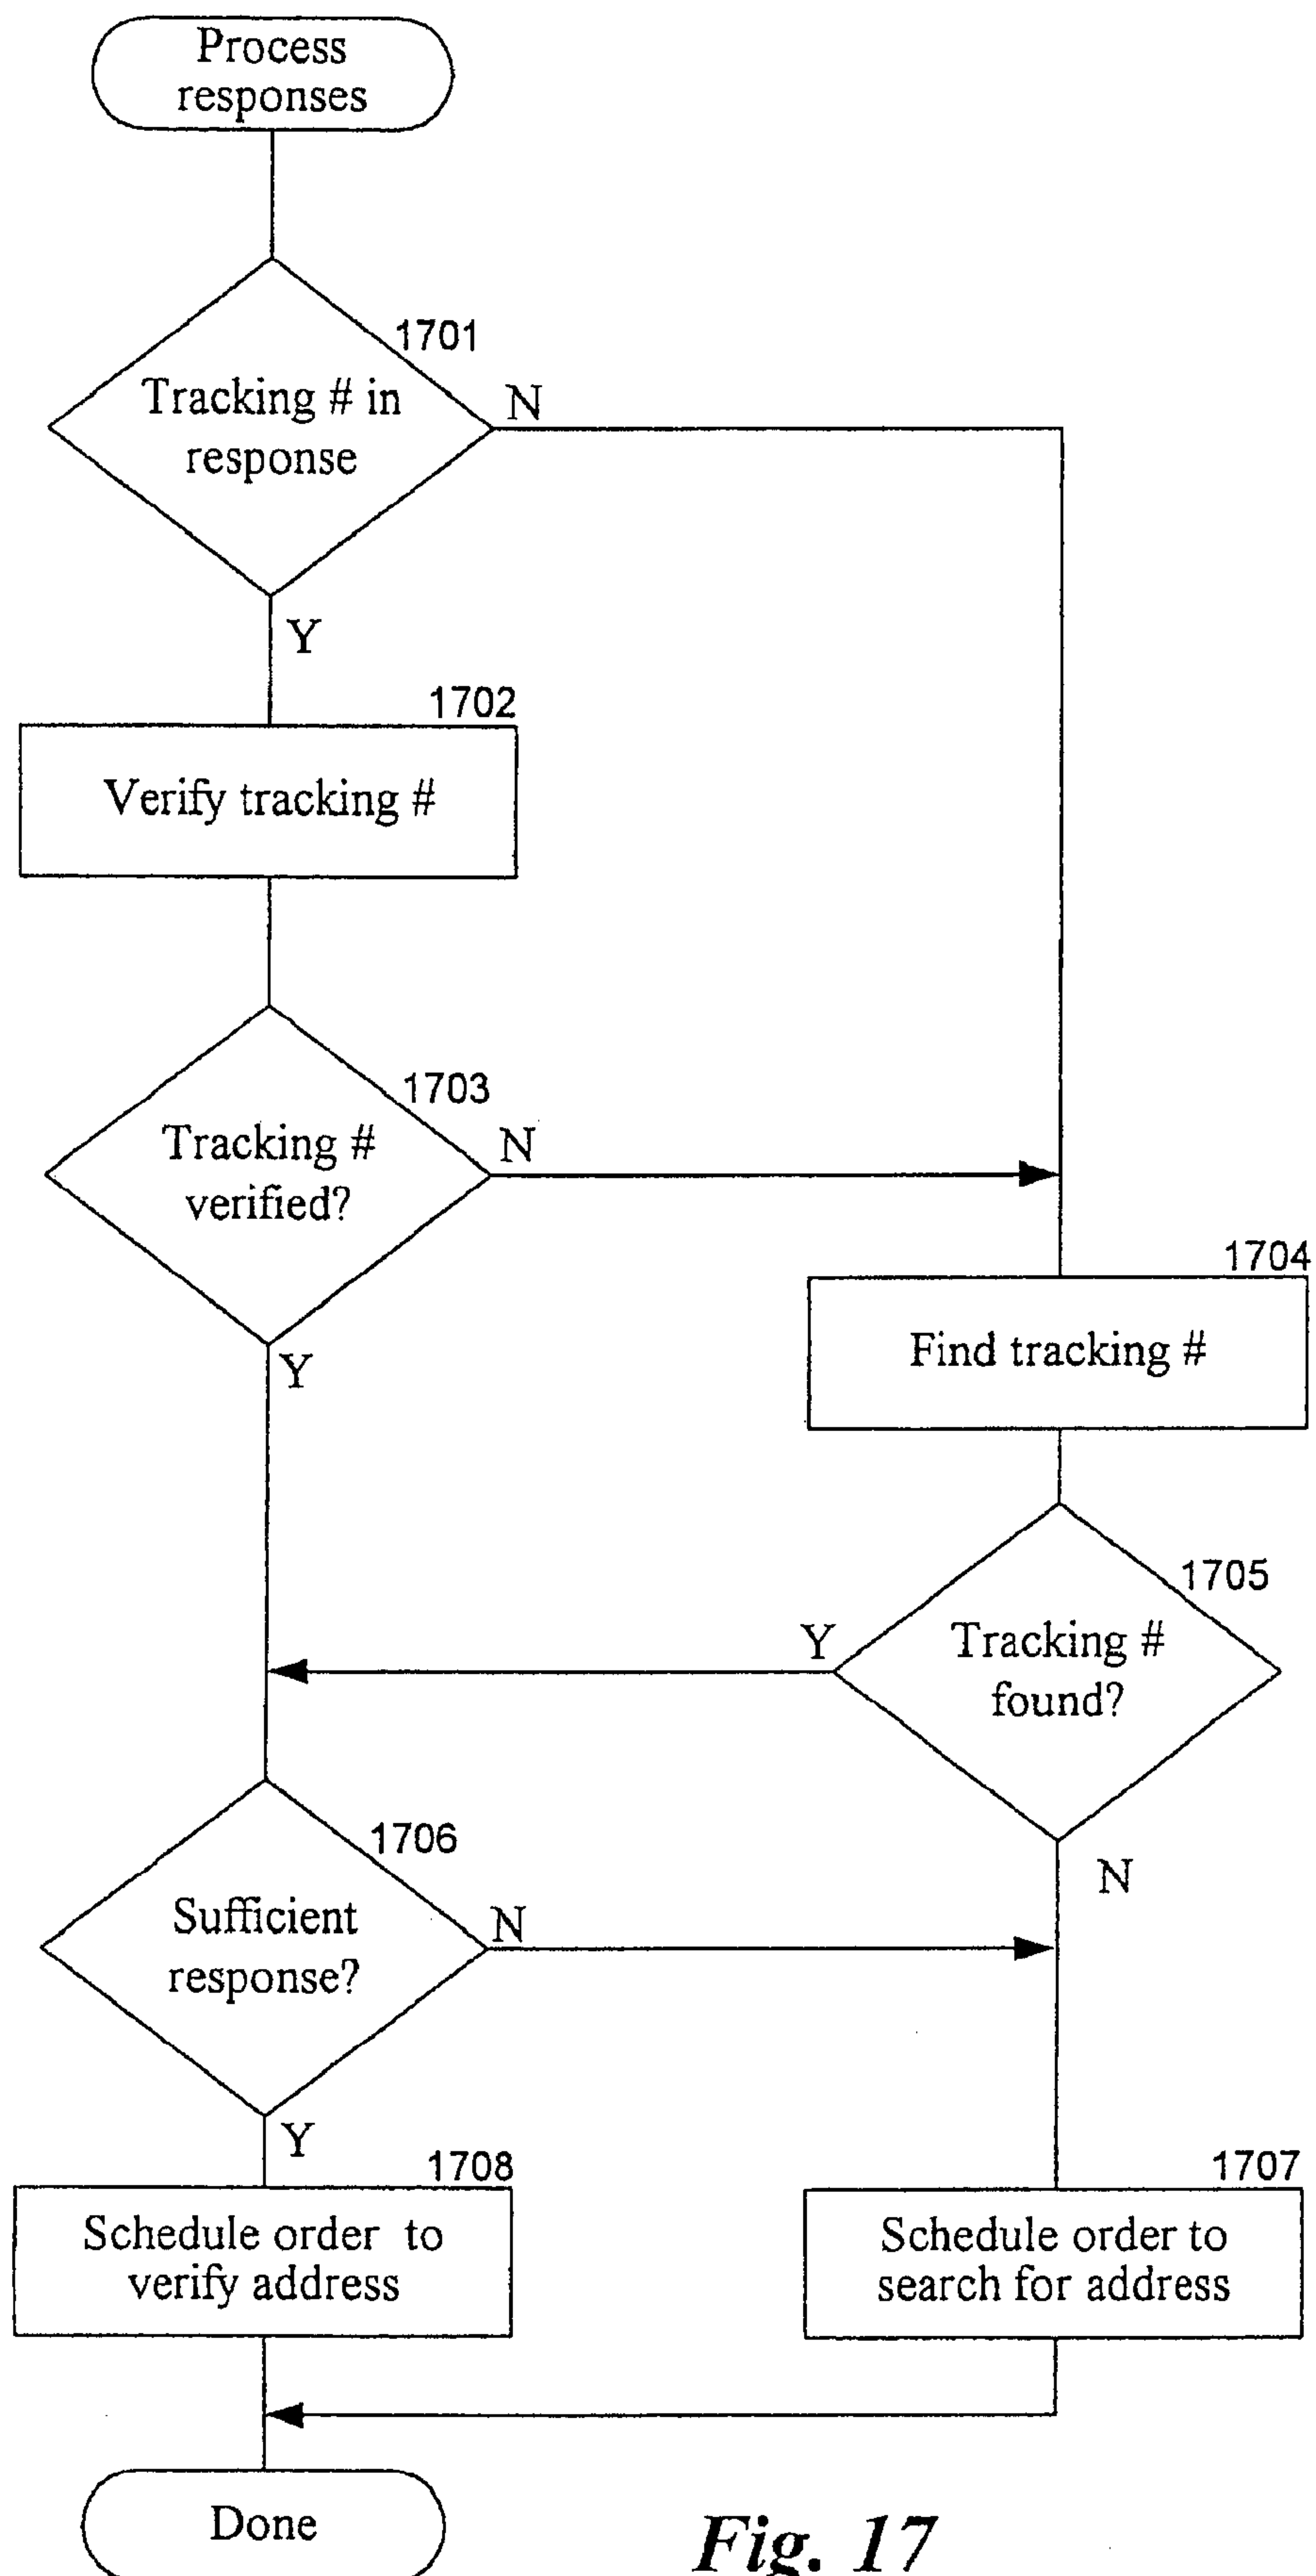 Process
responses
1701
Tracking # in
response
N
Y
1702
Verify tracking #
1703
Tracking #
verified?
N
Y
1704
Find tracking #
1705
Tracking #
found?
Y
N
1706
Sufficient
response?
N
Y
1708
Schedule order to
verify address
1707
Schedule order to
search for address
Done
Fig. 17